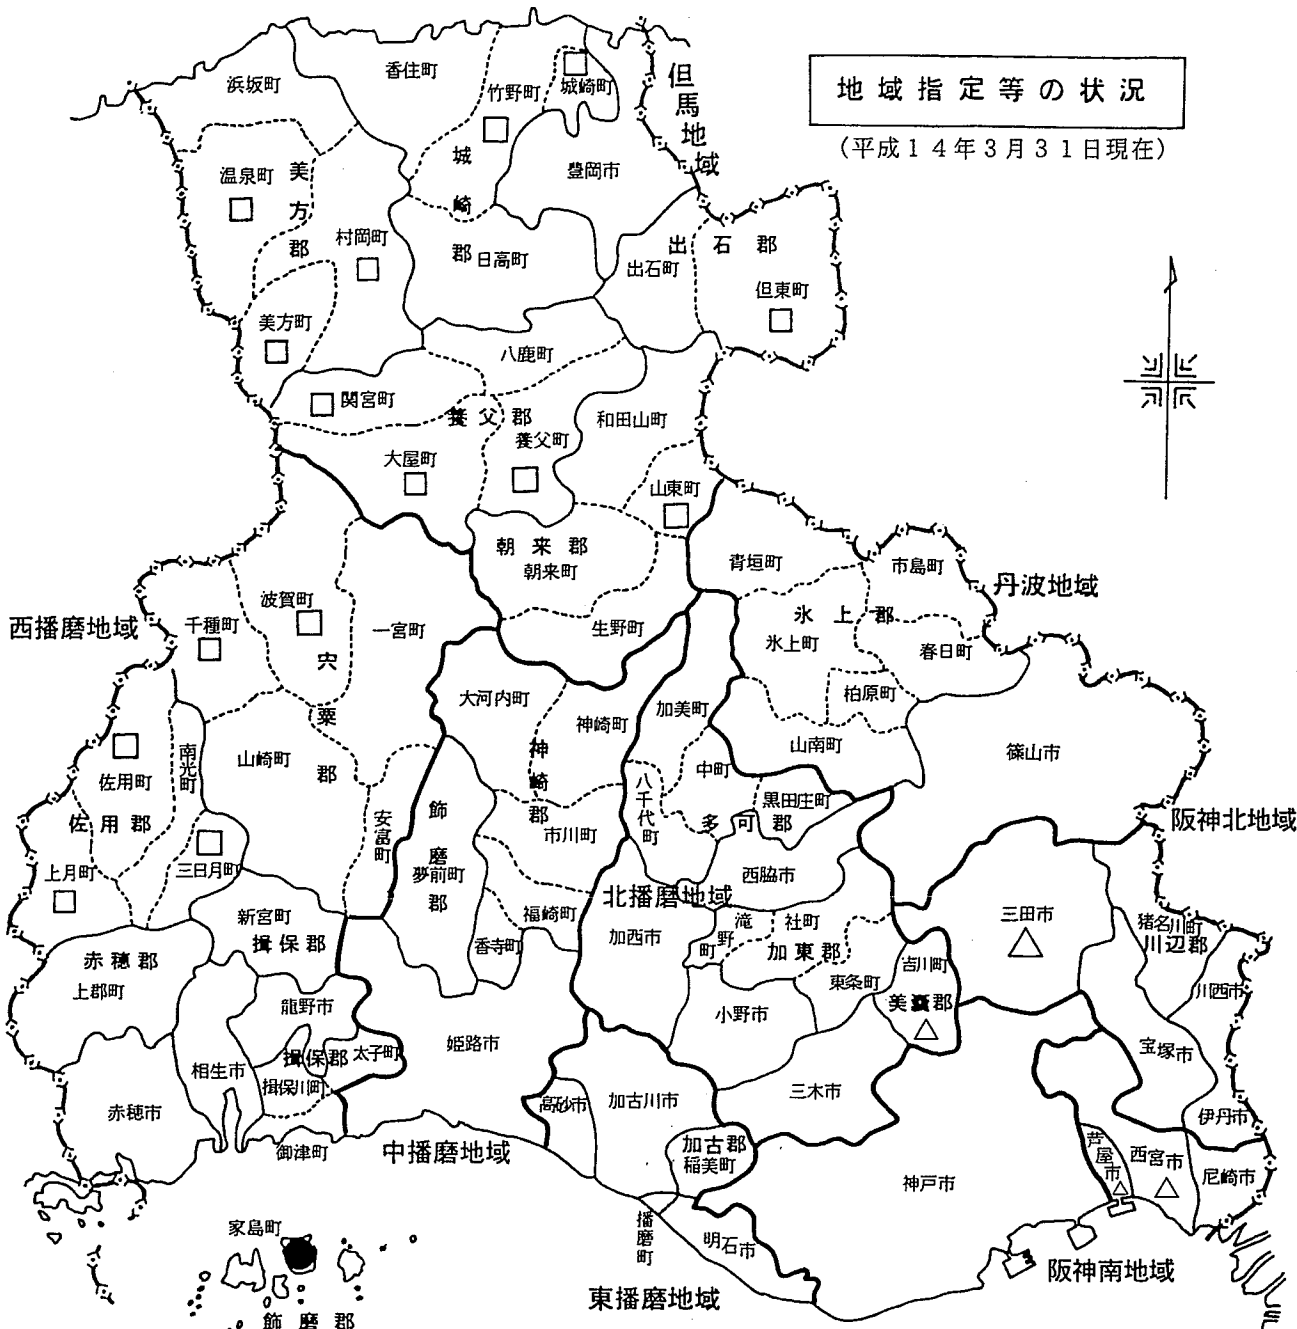 地域指定等の状況
(平成14年3月31日現在)
但馬地域
浜坂町
香住町
竹野町
城崎町
城崎郡
豊岡市
温泉町
美方郡
村岡町
日高町
出石郡
出石町
但東町
美方町
八鹿町
関宮町
養父郡
養父町
和田山町
大屋町
山東町
朝来郡
朝来町
生野町
青垣町
市島町
丹波地域
氷上郡
氷上町
春日町
柏原町
山南町
篠山市
西播磨地域
千種町
波賀町
一宮町
宍粟郡
大河内町
神崎町
加美町
神崎郡
南光町
山崎町
佐用町
佐用郡
安富町
飾磨郡
夢前町
市川町
八千代町
中町
黒田庄町
多可郡
阪神北地域
上月町
三日月町
西脇市
北播磨地域
新宮町
揖保郡
福崎町
香寺町
加西市
滝野町
社町
加東郡
東条町
吉川町
美嚢郡
三田市
猪名川町
川辺郡
川西市
赤穂郡
上郡町
龍野市
揖保郡
太子町
揖保川町
姫路市
小野市
三木市
宝塚市
伊丹市
相生市
赤穂市
高砂市
加古川市
加古郡
稲美町
御津町
中播磨地域
神戸市
芦屋市
西宮市
尼崎市
播磨町
明石市
家島町
飾磨郡
東播磨地域
阪神南地域